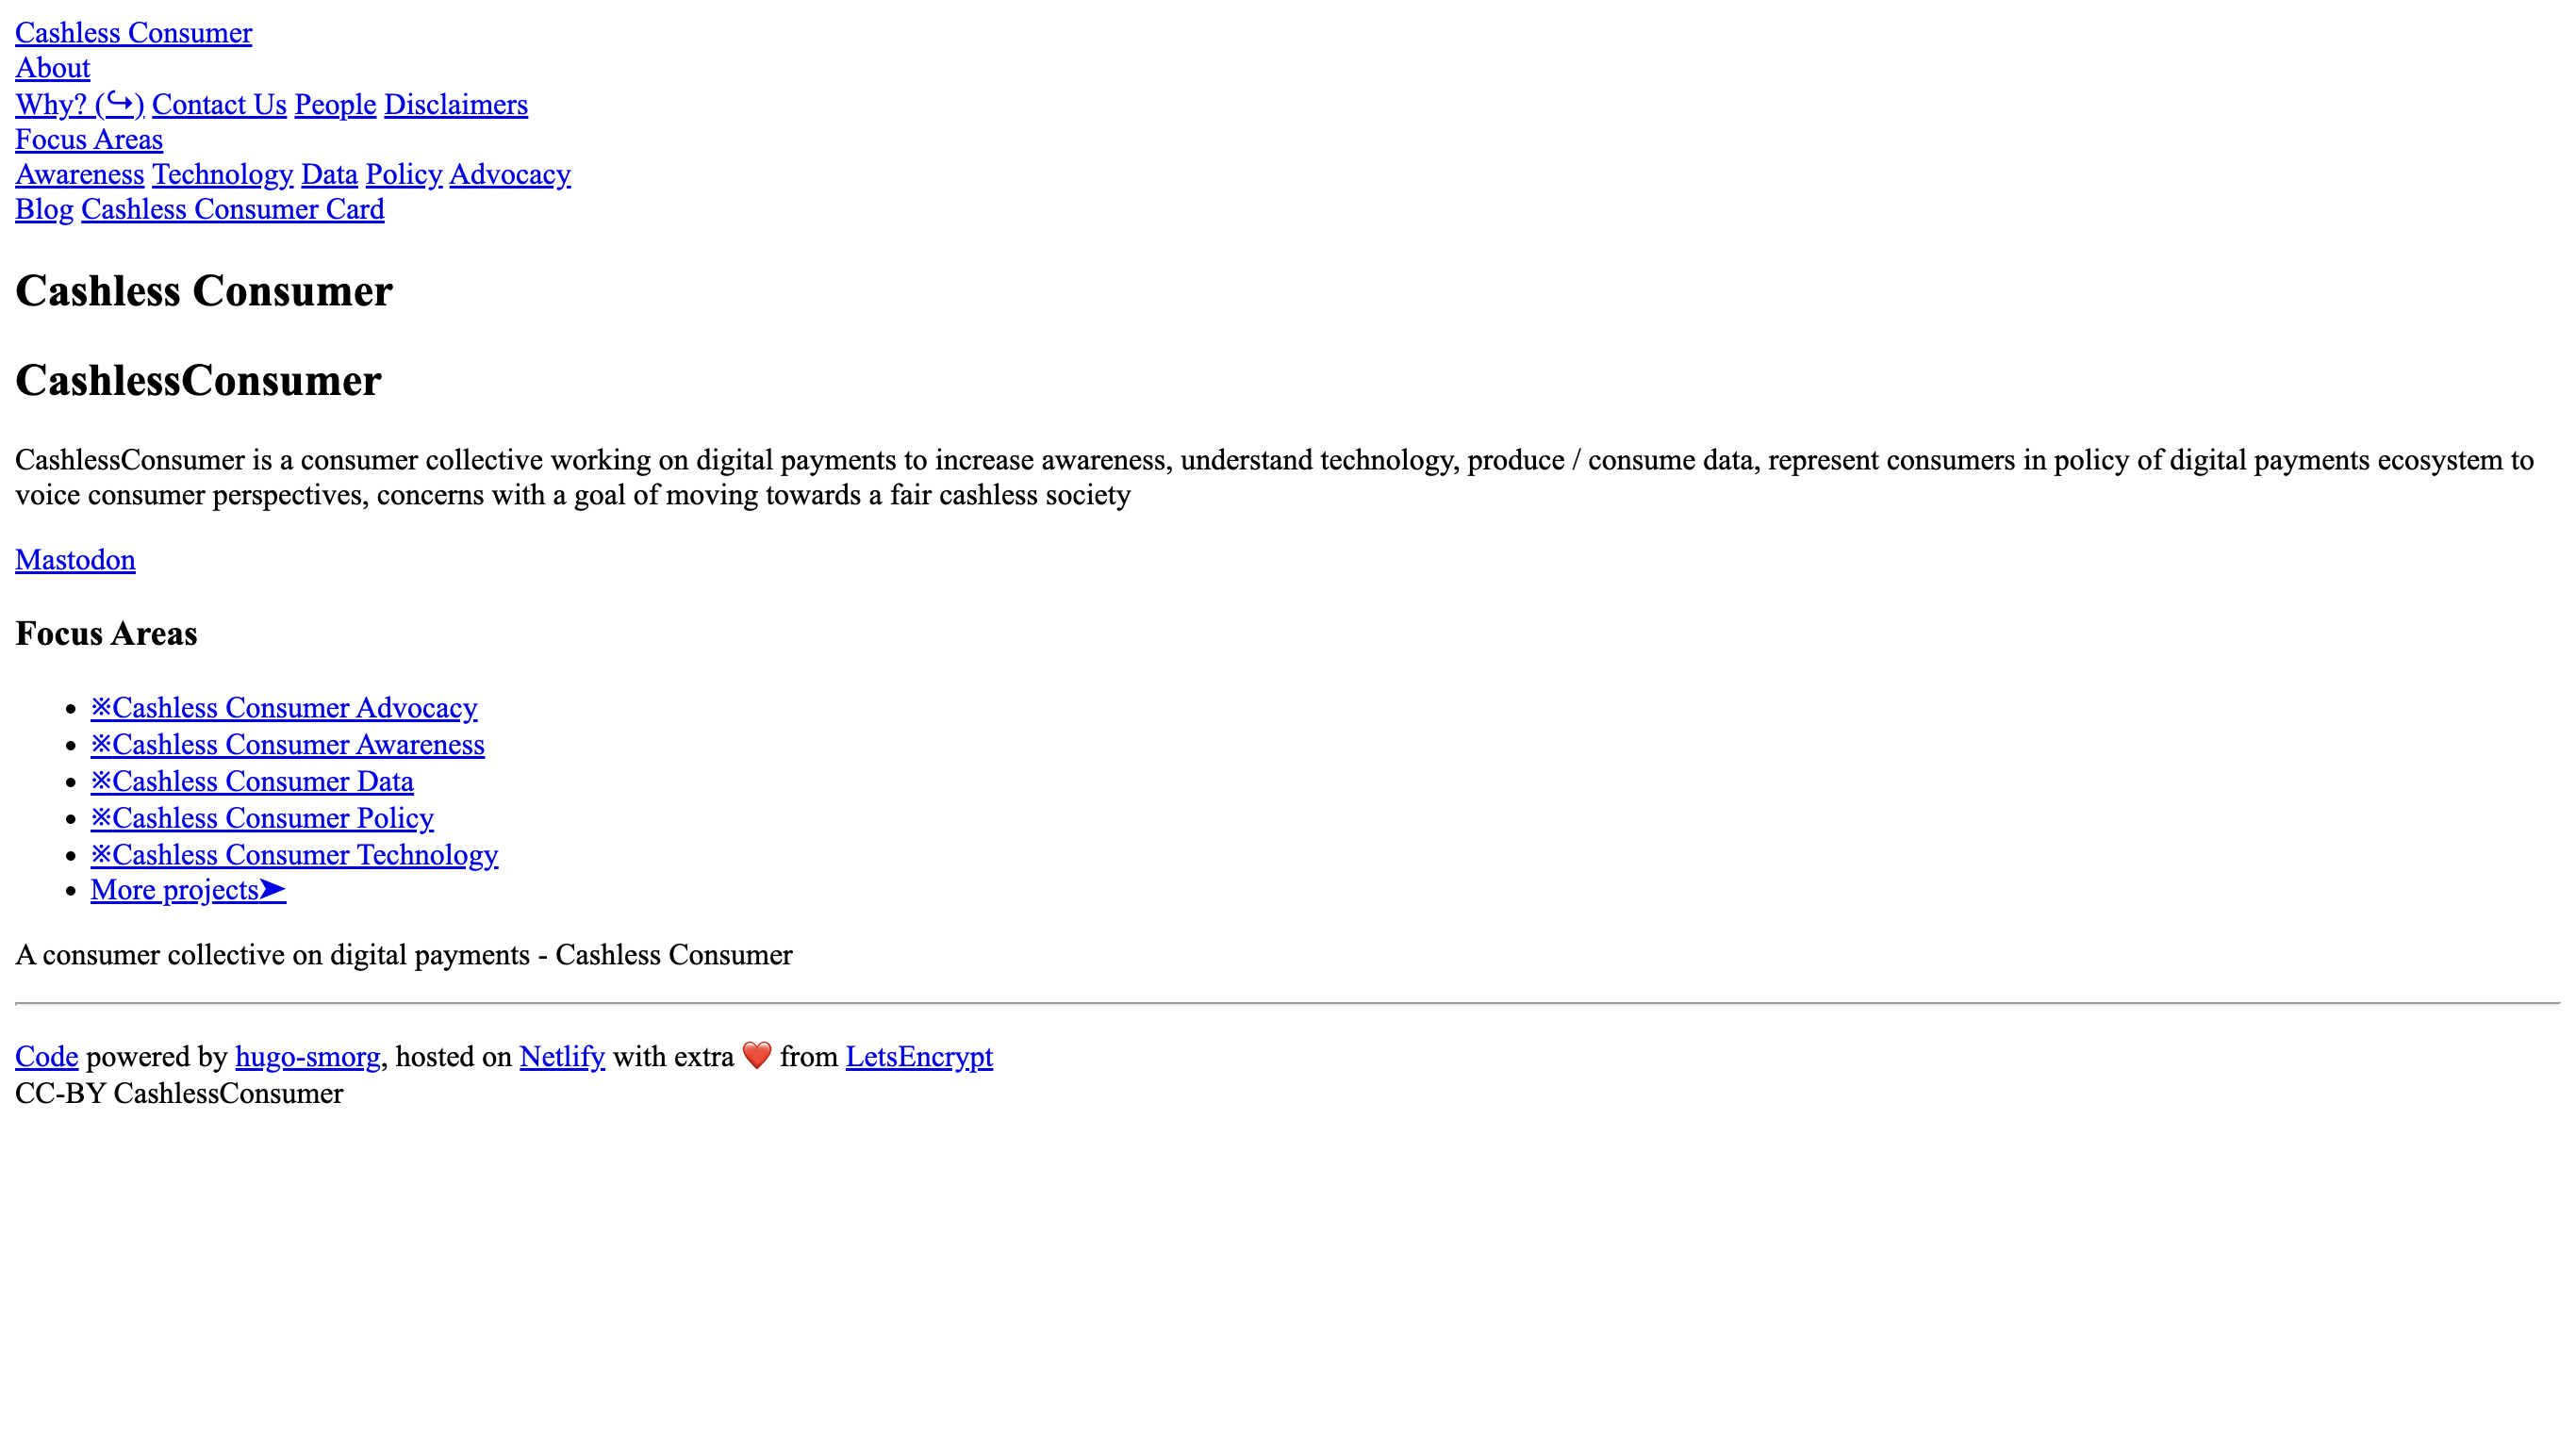 Cashless Consumer
About
Why? (↪) Contact Us People Disclaimers
Focus Areas
Awareness Technology Data Policy Advocacy
Blog Cashless Consumer Card
Cashless Consumer
CashlessConsumer
CashlessConsumer is a consumer collective working on digital payments to increase awareness, understand technology, produce / consume data, represent consumers in policy of digital payments ecosystem to
voice consumer perspectives, concerns with a goal of moving towards a fair cashless society
Mastodon
Focus Areas
• ※Cashless Consumer Advocacy
• ※Cashless Consumer Awareness
• ※Cashless Consumer Data
• ※Cashless Consumer Policy
• ※Cashless Consumer Technology
• More projects➤
A consumer collective on digital payments - Cashless Consumer
Code powered by hugo-smorg, hosted on Netlify with extra ❤️ from LetsEncrypt
CC-BY CashlessConsumer